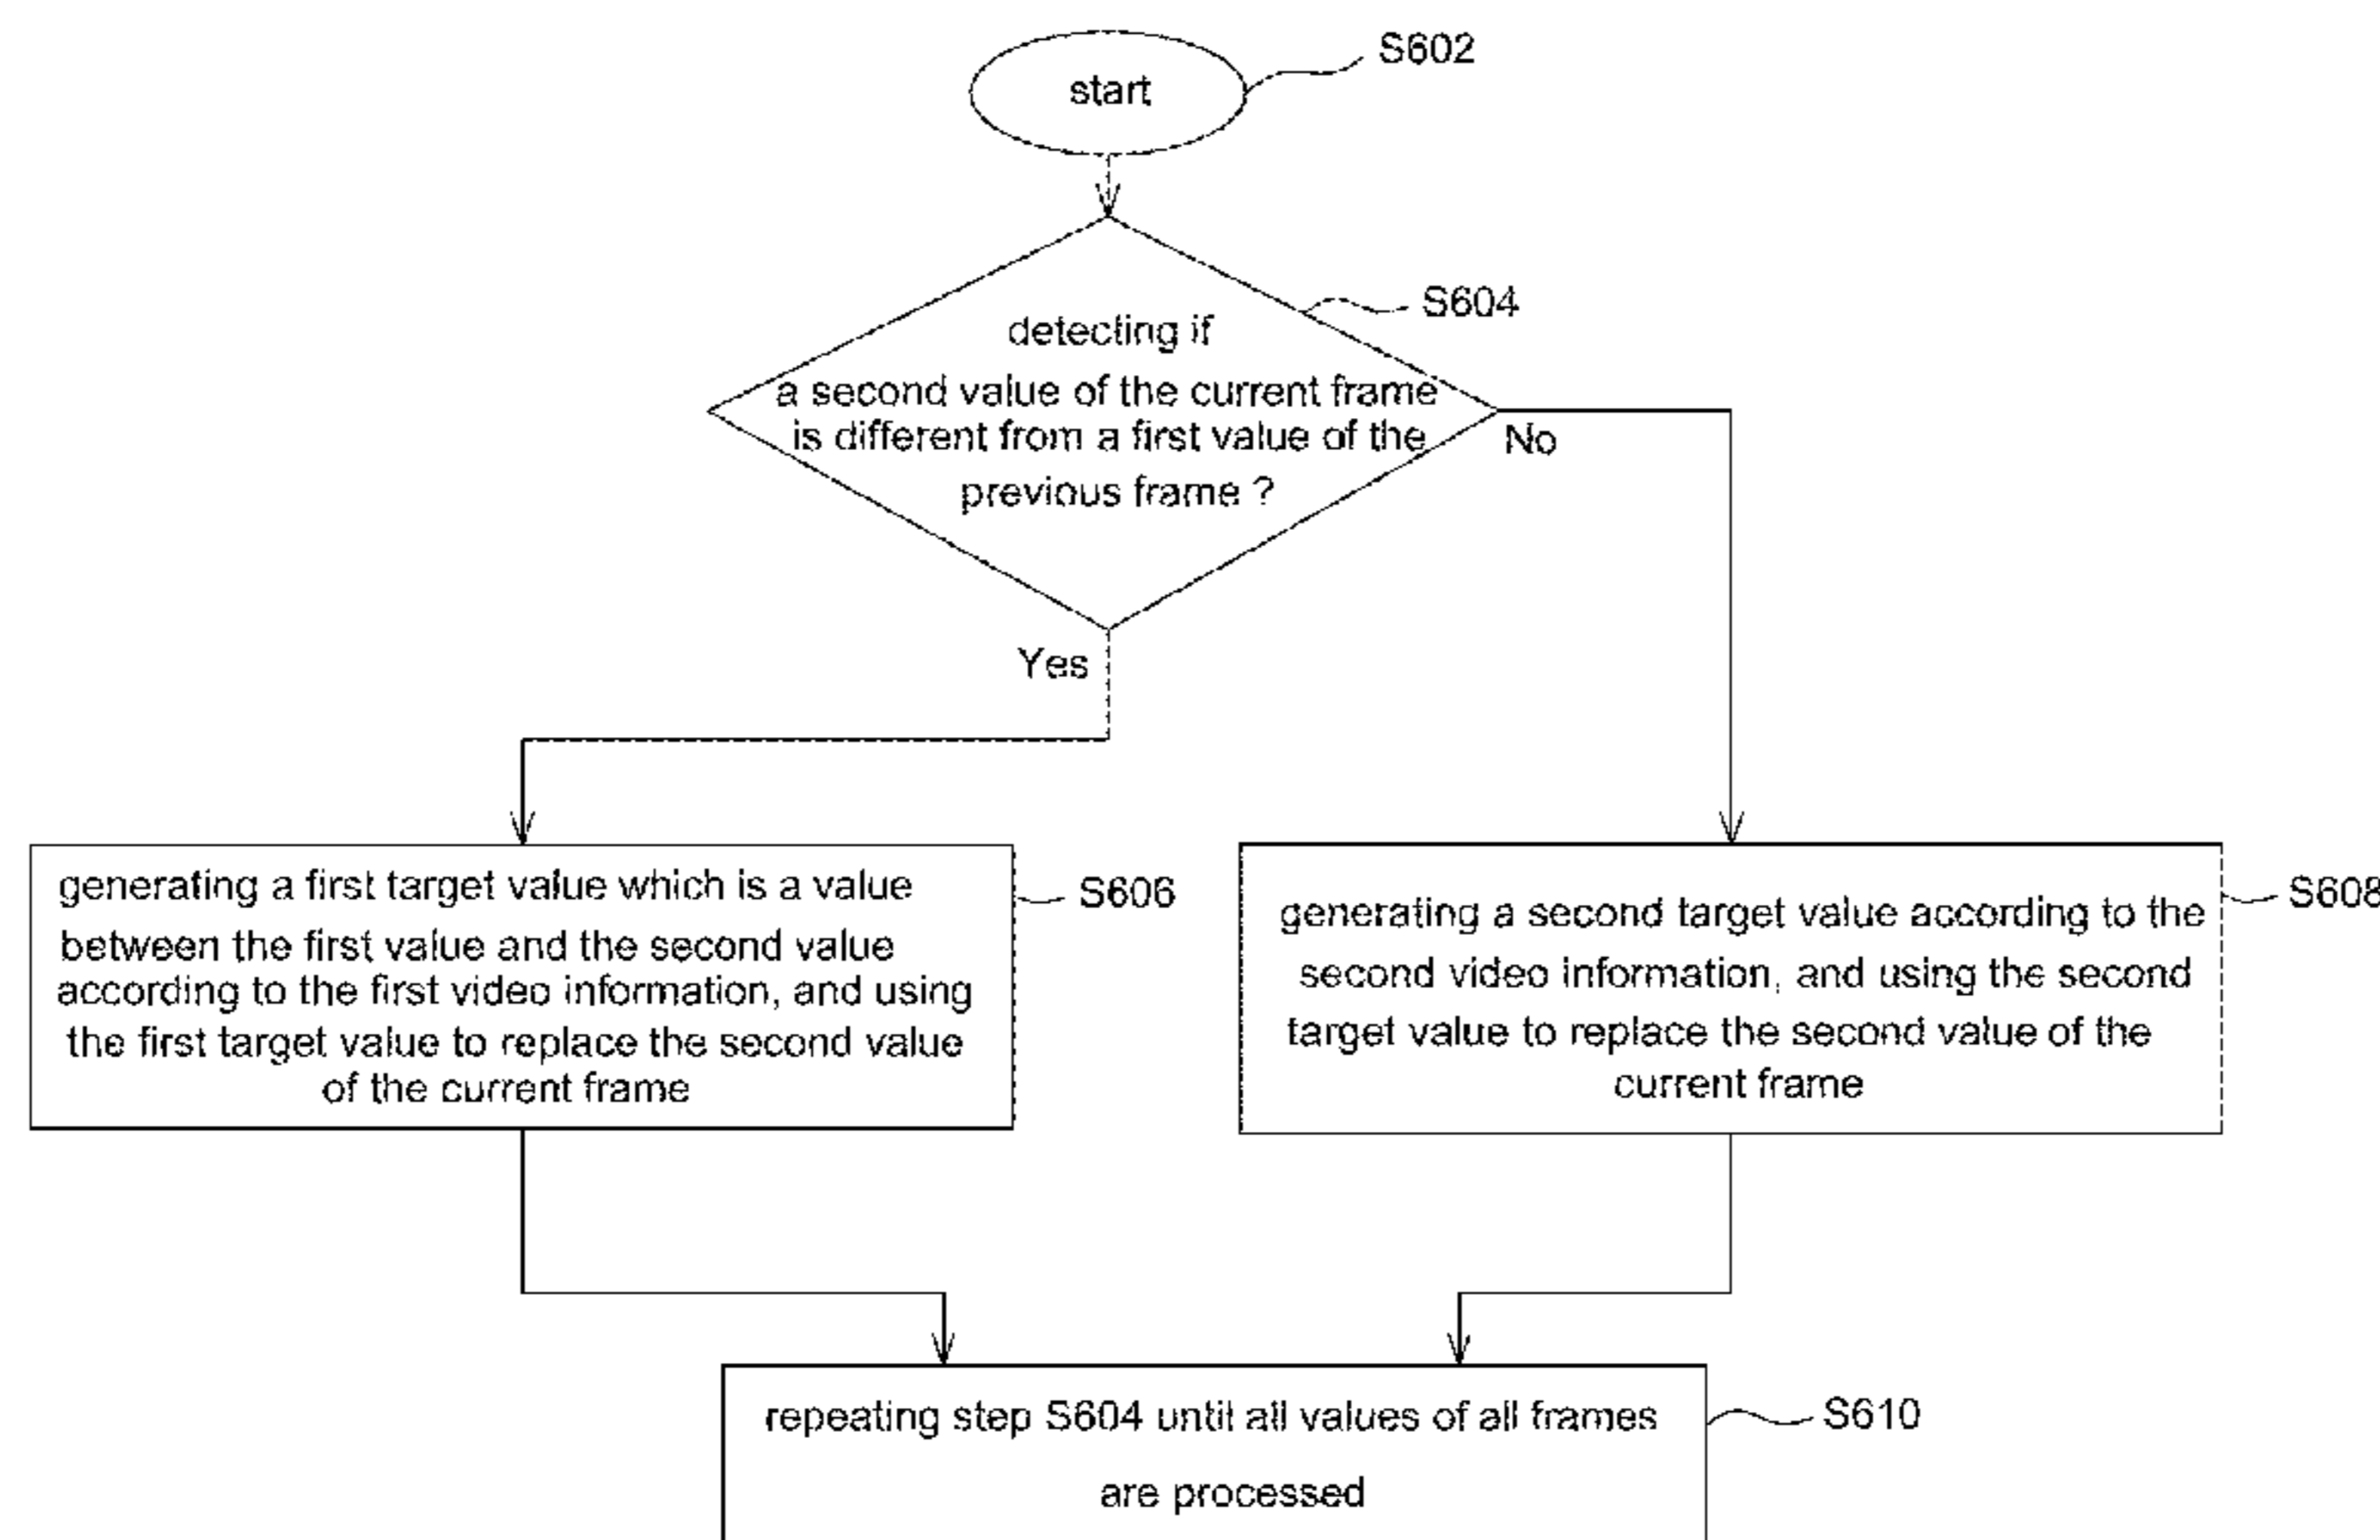 start
S602
S604
detecting if
a second value of the current frame
is different from a first value of the
previous frame ?
No
Yes
generating a first target value which is a value
between the first value and the second value
according to the first video information, and using
the first target value to replace the second value
of the current frame
S606
generating a second target value according to the
second video information, and using the second
target value to replace the second value of the
current frame
S608
repeating step S604 until all values of all frames
are processed
S610